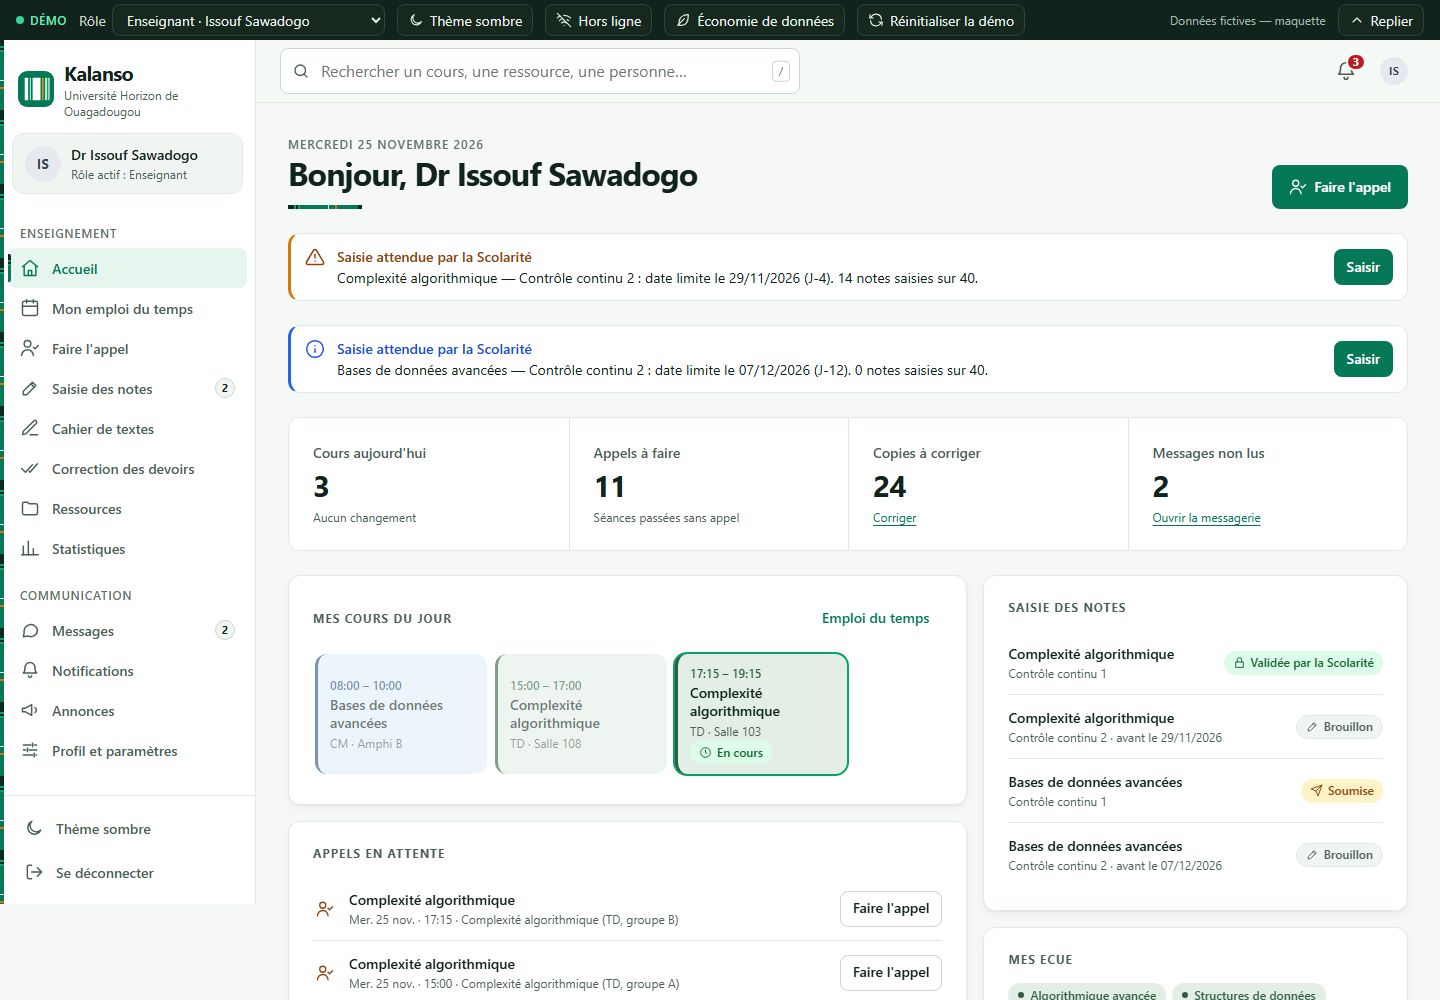 DÉMO
Rôle
Enseignant · Issouf Sawadogo
Thème sombre
Hors ligne
Économie de données
Réinitialiser la démo
Données fictives — maquette
Replier
Kalanso
Université Horizon de
Ouagadougou
Rechercher un cours, une ressource, une personne...
/
3
IS
IS
Dr Issouf Sawadogo
Rôle actif : Enseignant
ENSEIGNEMENT
Accueil
Mon emploi du temps
Faire l'appel
Saisie des notes
2
Cahier de textes
Correction des devoirs
Ressources
Statistiques
COMMUNICATION
Messages
2
Notifications
Annonces
Profil et paramètres
Thème sombre
Se déconnecter
MERCREDI 25 NOVEMBRE 2026
Bonjour, Dr Issouf Sawadogo
Faire l'appel
Saisie attendue par la Scolarité
Complexité algorithmique — Contrôle continu 2 : date limite le 29/11/2026 (J-4). 14 notes saisies sur 40.
Saisir
Saisie attendue par la Scolarité
Bases de données avancées — Contrôle continu 2 : date limite le 07/12/2026 (J-12). 0 notes saisies sur 40.
Saisir
Cours aujourd'hui
3
Aucun changement
Appels à faire
11
Séances passées sans appel
Copies à corriger
24
Corriger
Messages non lus
2
Ouvrir la messagerie
MES COURS DU JOUR
Emploi du temps
08:00 – 10:00
Bases de données
avancées
CM · Amphi B
15:00 – 17:00
Complexité
algorithmique
TD · Salle 108
17:15 – 19:15
Complexité
algorithmique
TD · Salle 103
En cours
APPELS EN ATTENTE
Complexité algorithmique
Mer. 25 nov. · 17:15 · Complexité algorithmique (TD, groupe B)
Faire l'appel
Complexité algorithmique
Mer. 25 nov. · 15:00 · Complexité algorithmique (TD, groupe A)
Faire l'appel
SAISIE DES NOTES
Complexité algorithmique
Contrôle continu 1
Validée par la Scolarité
Complexité algorithmique
Contrôle continu 2 · avant le 29/11/2026
Brouillon
Bases de données avancées
Contrôle continu 1
Soumise
Bases de données avancées
Contrôle continu 2 · avant le 07/12/2026
Brouillon
MES ECUE
Algorithmique avancée
Structures de données